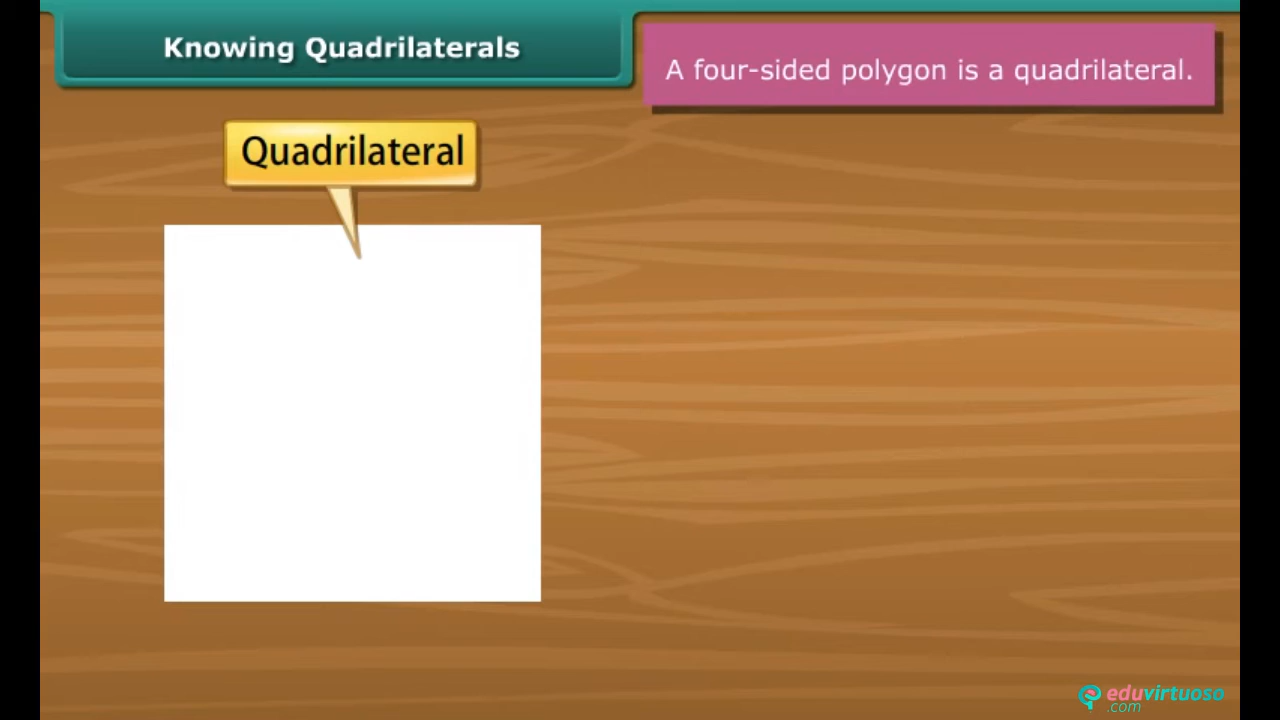 Knowing Quadrilaterals
A four-sided polygon is a quadrilateral.
Quadrilateral
eduvirtuoso
.com